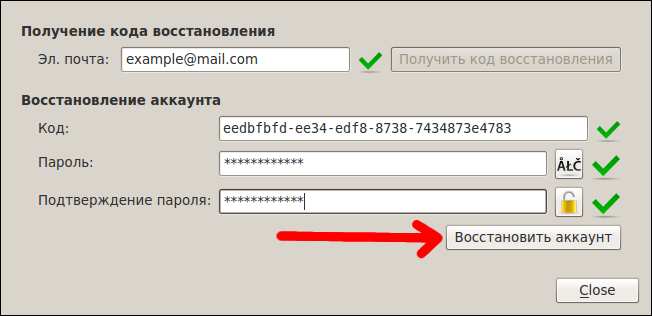 Получение кода восстановления
Эл. почта: example@mail.com Получить код восстановления
Восстановление аккаунта
Код: eedbfbfd-ee34-edf8-8738-7434873e4783
Пароль: ************ ÅŁČ
Подтверждение пароля: ************
Восстановить аккаунт
Close